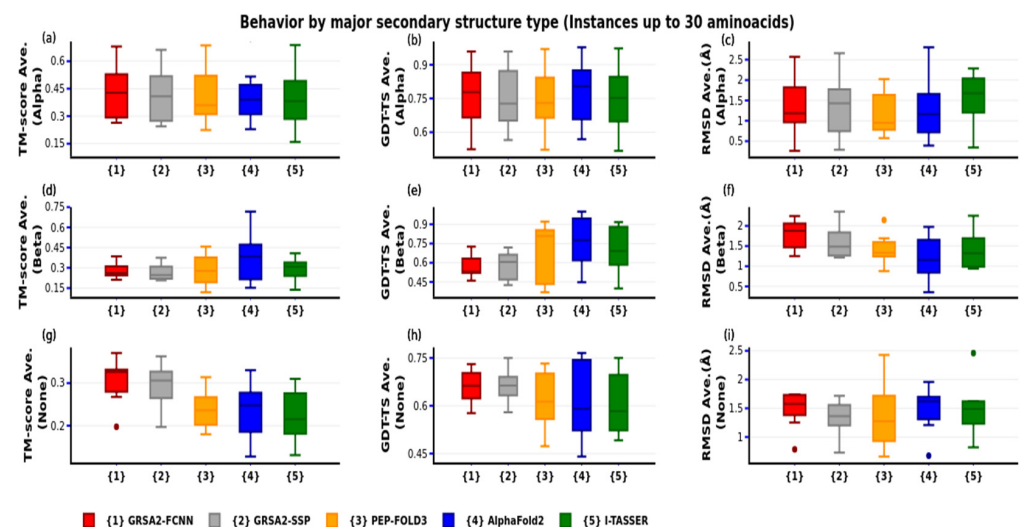 Behavior by major secondary structure type (Instances up to 30 aminoacids)
(a) (b) (c)
TM-score Ave. (Alpha)
0.6
0.45
0.3
0.15
{1} {2} {3} {4} {5}
GDT-TS Ave. (Alpha)
0.9
0.75
0.6
{1} {2} {3} {4} {5}
RMSD Ave.(Å) (Alpha)
2.5
2
1.5
1
0.5
{1} {2} {3} {4} {5}
(d) (e) (f)
TM-score Ave. (Beta)
0.75
0.6
0.45
0.3
0.15
{1} {2} {3} {4} {5}
GDT-TS Ave. (Beta)
0.9
0.75
0.6
0.45
{1} {2} {3} {4} {5}
RMSD Ave.(Å) (Beta)
2
1.5
1
0.5
{1} {2} {3} {4} {5}
(g) (h) (i)
TM-score Ave. (None)
0.3
0.2
{1} {2} {3} {4} {5}
GDT-TS Ave. (None)
0.75
0.6
0.45
{1} {2} {3} {4} {5}
RMSD Ave.(Å) (None)
2.5
2
1.5
1
{1} {2} {3} {4} {5}
{1} GRSA2-FCNN {2} GRSA2-SSP {3} PEP-FOLD3 {4} AlphaFold2 {5} I-TASSER